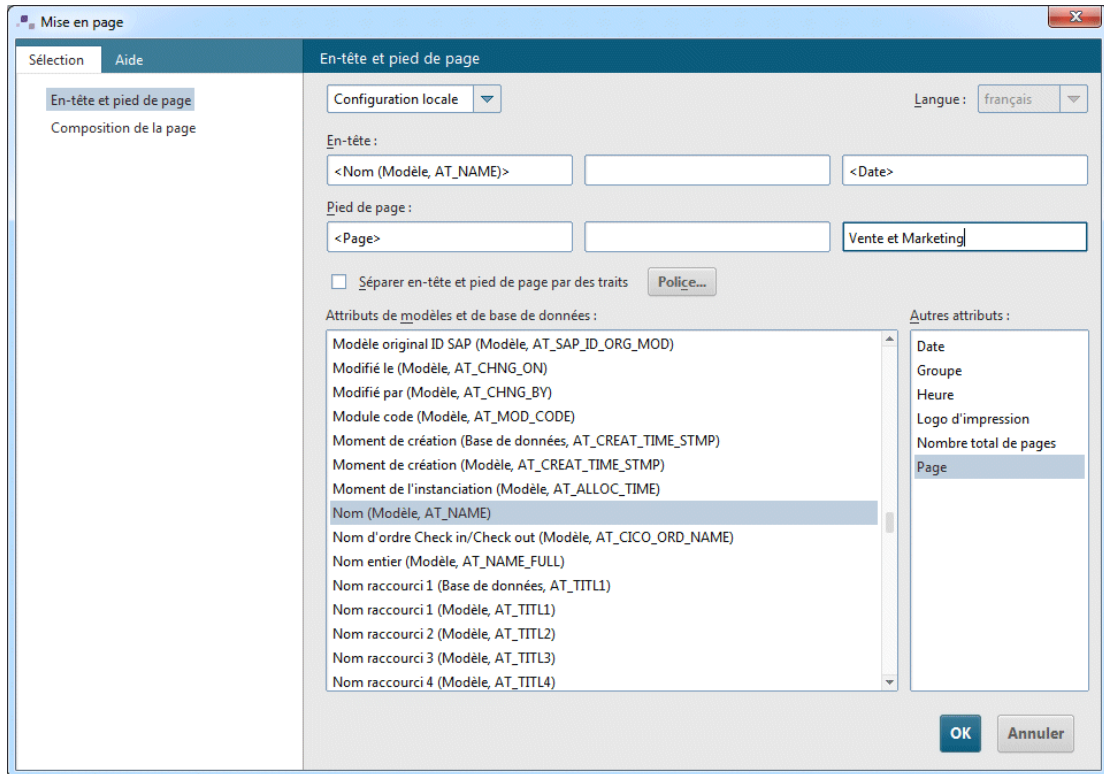 Mise en page
Sélection Aide
En-tête et pied de page
En-tête et pied de page
Composition de la page
Configuration locale
Langue : français
En-tête :
<Nom (Modèle, AT_NAME)> <Date>
Pied de page :
<Page> Vente et Marketing
Séparer en-tête et pied de page par des traits Police...
Attributs de modèles et de base de données :
Modèle original ID SAP (Modèle, AT_SAP_ID_ORG_MOD)
Modifié le (Modèle, AT_CHNG_ON)
Modifié par (Modèle, AT_CHNG_BY)
Module code (Modèle, AT_MOD_CODE)
Moment de création (Base de données, AT_CREAT_TIME_STMP)
Moment de création (Modèle, AT_CREAT_TIME_STMP)
Moment de l'instanciation (Modèle, AT_ALLOC_TIME)
Nom (Modèle, AT_NAME)
Nom d'ordre Check in/Check out (Modèle, AT_CICO_ORD_NAME)
Nom entier (Modèle, AT_NAME_FULL)
Nom raccourci 1 (Base de données, AT_TITL1)
Nom raccourci 1 (Modèle, AT_TITL1)
Nom raccourci 2 (Modèle, AT_TITL2)
Nom raccourci 3 (Modèle, AT_TITL3)
Nom raccourci 4 (Modèle, AT_TITL4)
Autres attributs :
Date
Groupe
Heure
Logo d'impression
Nombre total de pages
Page
OK Annuler